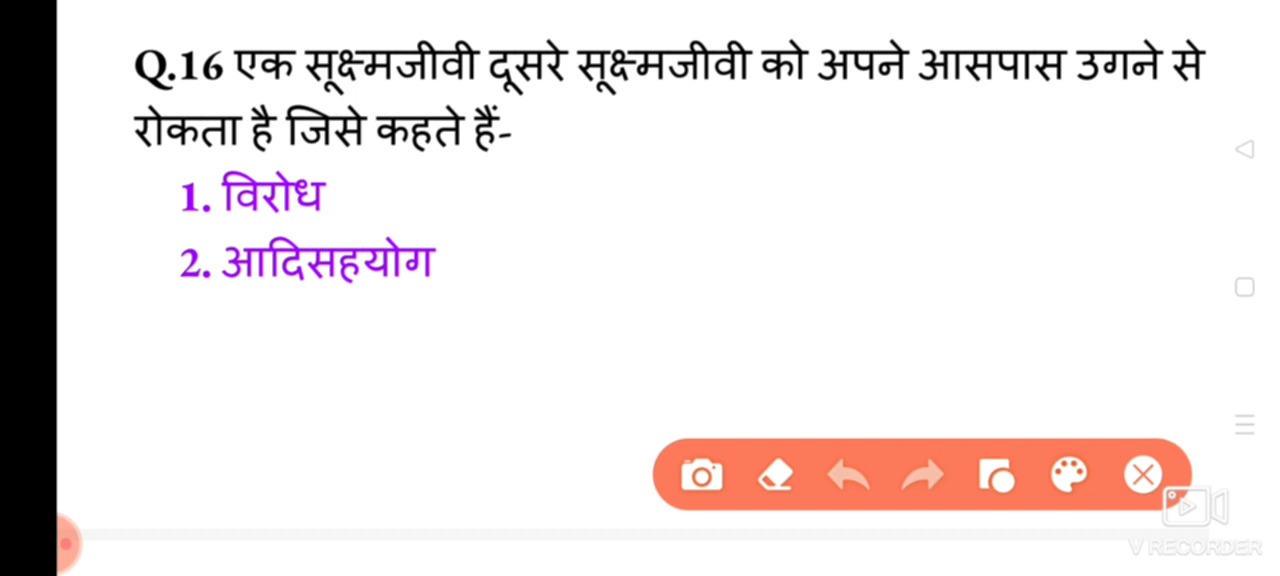 Q.16 एक सूक्ष्मजीवी दूसरे सूक्ष्मजीवी को अपने आसपास उगने से
रोकता है जिसे कहते हैं-
1. विरोध
2. आदिसहयोग
V RECORDER